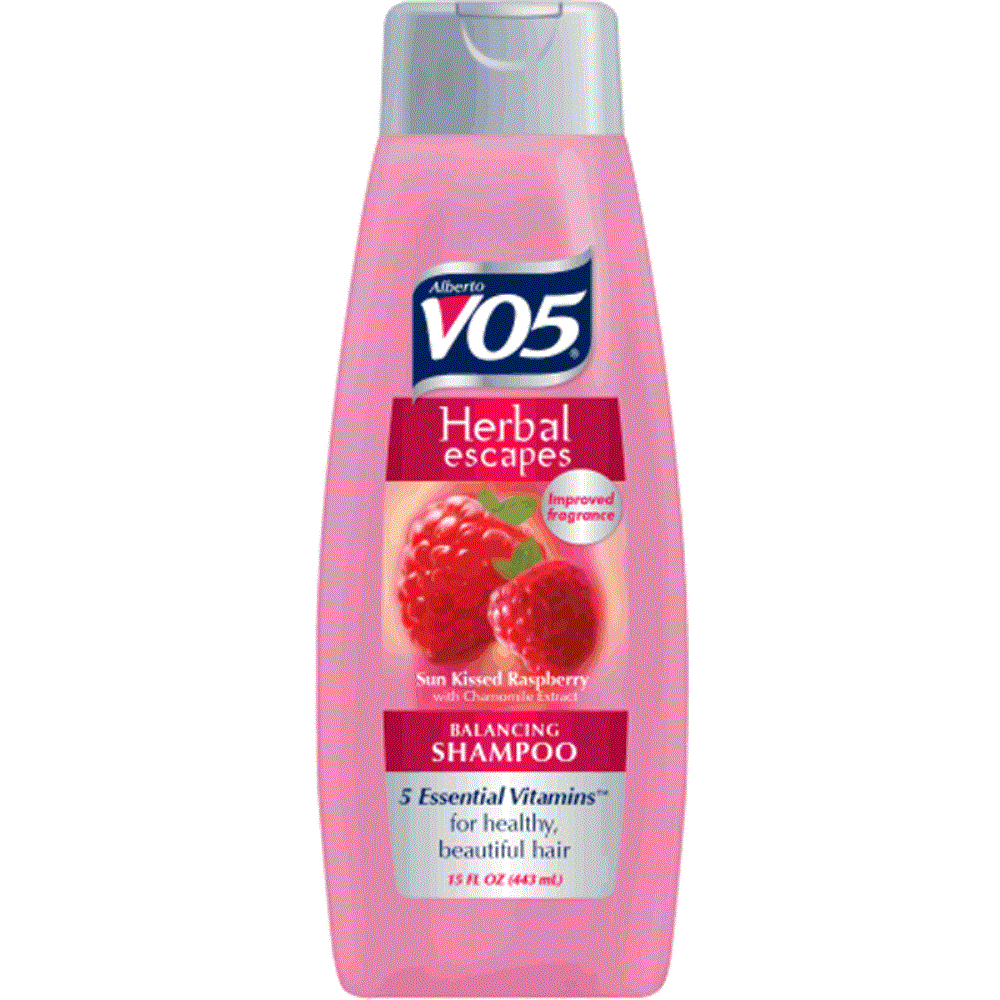 Alberto
VO5®
Herbal
escapes
Improved
fragrance
Sun Kissed Raspberry
with Chamomile Extract
BALANCING
SHAMPOO
5 Essential Vitamins™
for healthy,
beautiful hair
15 FL OZ (443 mL)